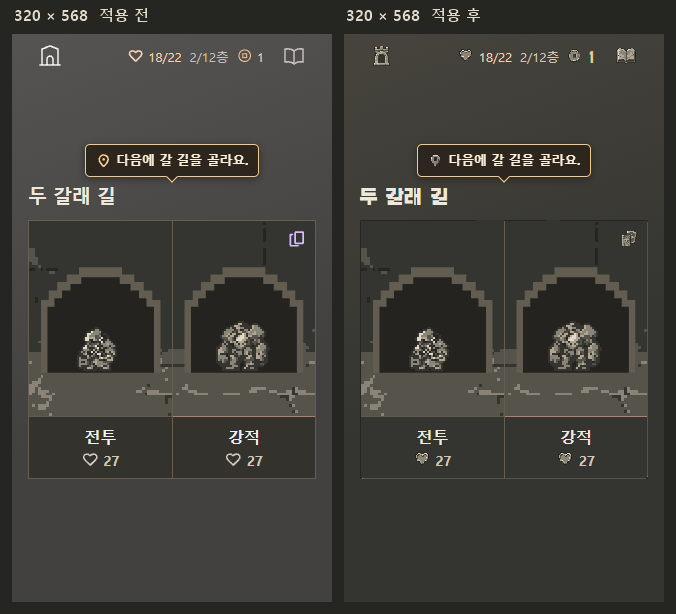 320 × 568 적용 전
18/22 2/12층 1
다음에 갈 길을 골라요.
두 갈래 길
전투
27
강적
27
320 × 568 적용 후
18/22 2/12층 1
다음에 갈 길을 골라요.
두 갈래 길
전투
27
강적
27